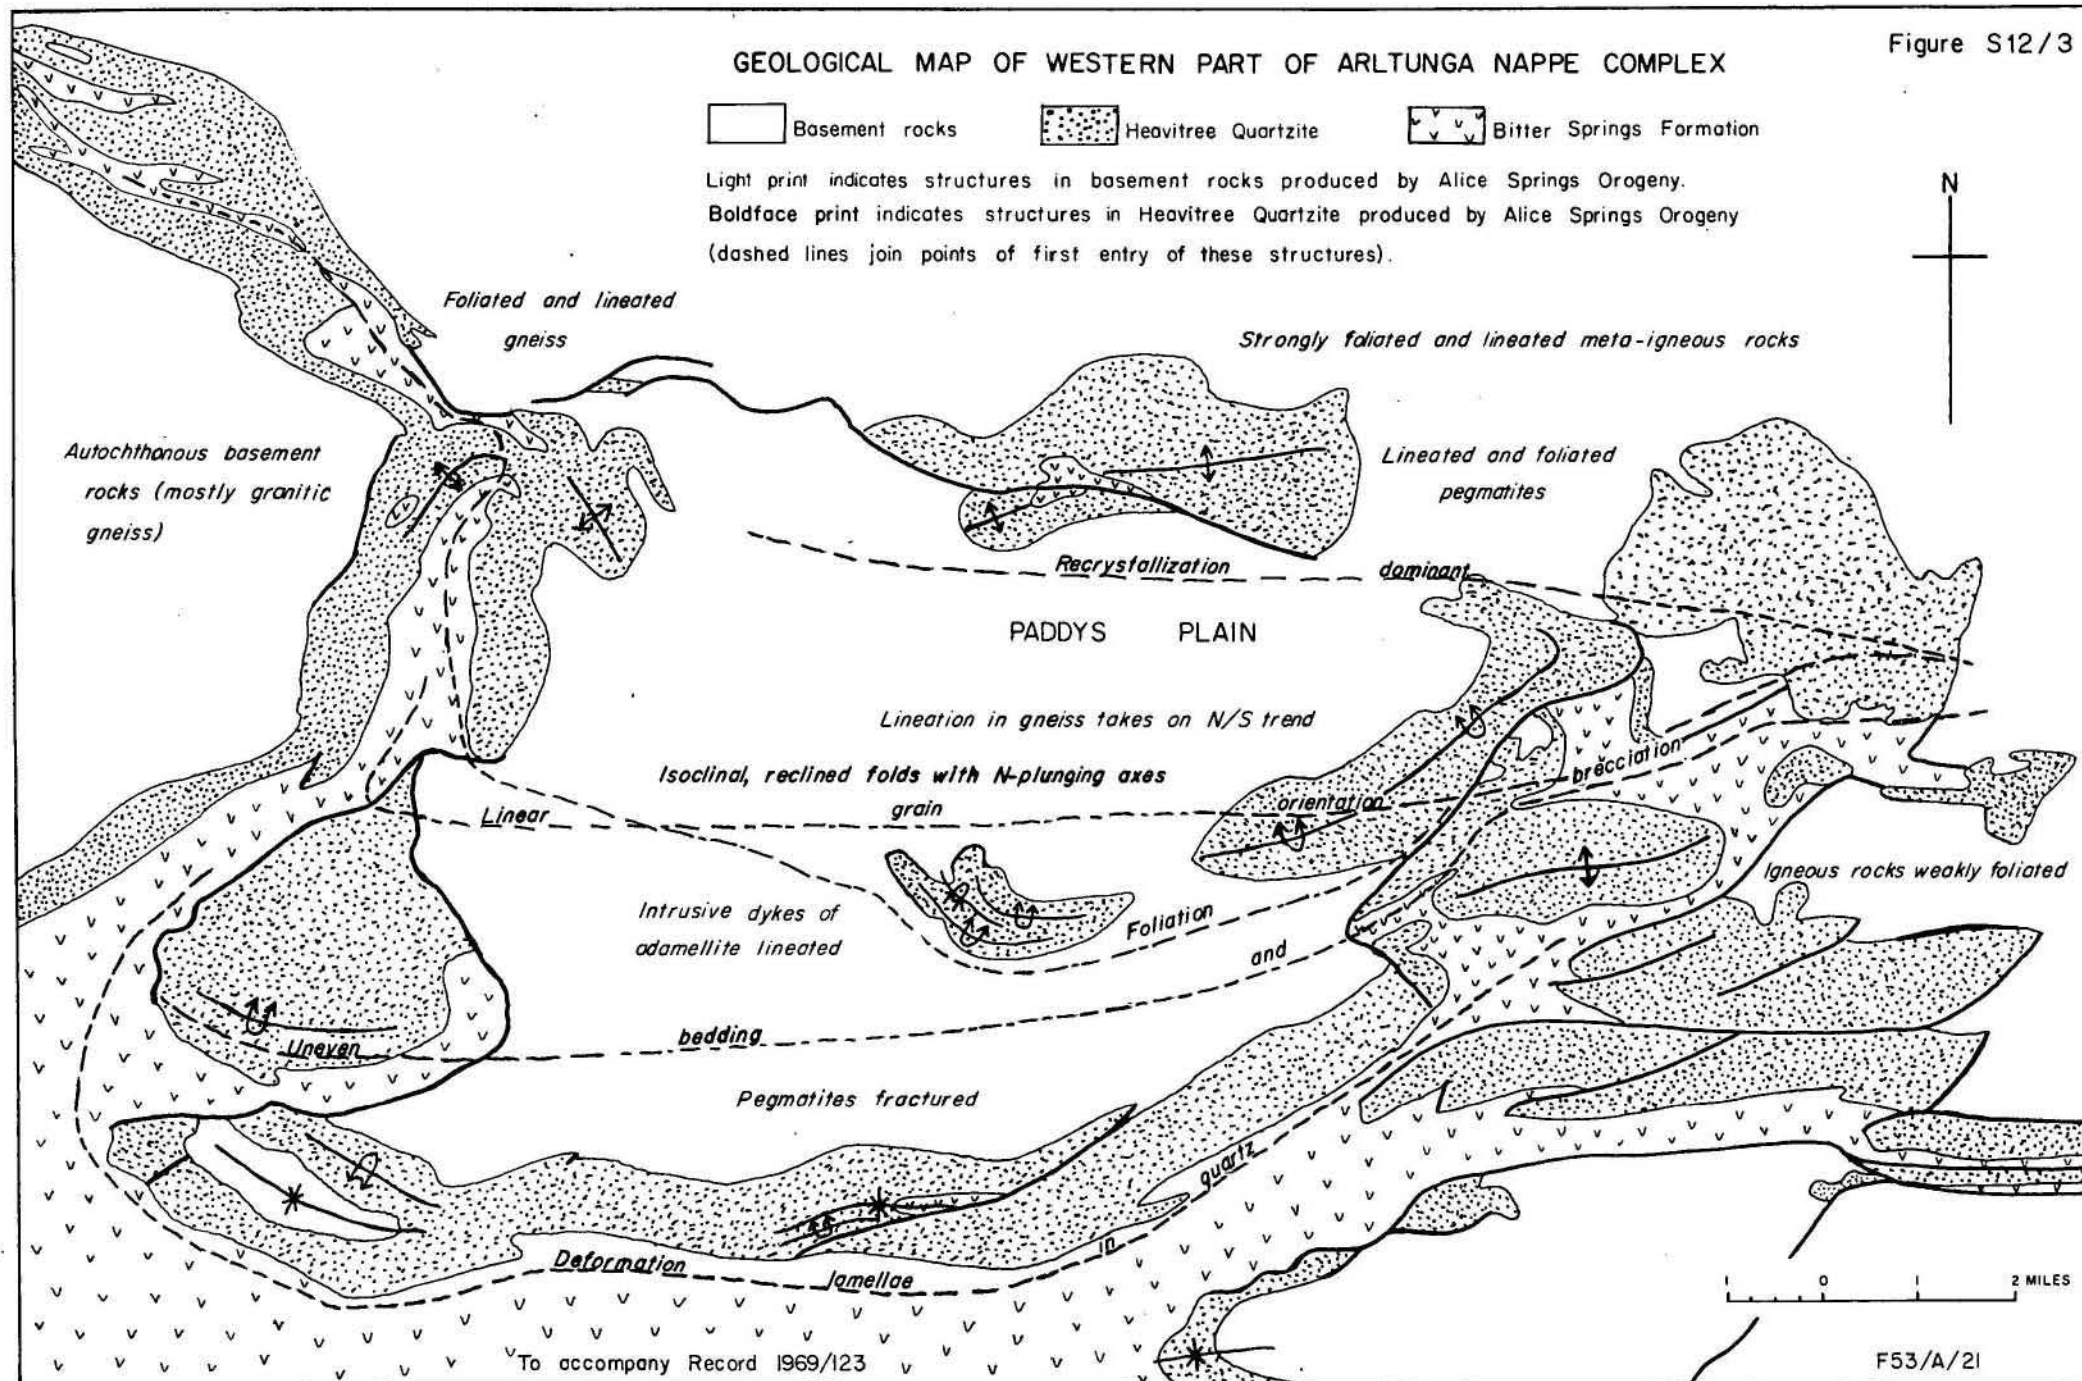 Figure S12/3
GEOLOGICAL MAP OF WESTERN PART OF ARLTUNGA NAPPE COMPLEX
Basement rocks
Heavitree Quartzite
Bitter Springs Formation
Light print indicates structures in basement rocks produced by Alice Springs Orogeny.
Boldface print indicates structures in Heavitree Quartzite produced by Alice Springs Orogeny
(dashed lines join points of first entry of these structures).
N
Foliated and lineated
gneiss
Strongly foliated and lineated meta-igneous rocks
Autochthonous basement
rocks (mostly granitic
gneiss)
Lineated and foliated
pegmatites
Recrystallization dominant
PADDYS PLAIN
Lineation in gneiss takes on N/S trend
Isoclinal, reclined folds with N-plunging axes
Linear grain orientation
Foliation
Uneven bedding and brecciation
Igneous rocks weakly foliated
Intrusive dykes of
adamellite lineated
Pegmatites fractured
Deformation lamellae in quartz
1 0 1 2 MILES
To accompany Record 1969/123
F53/A/21